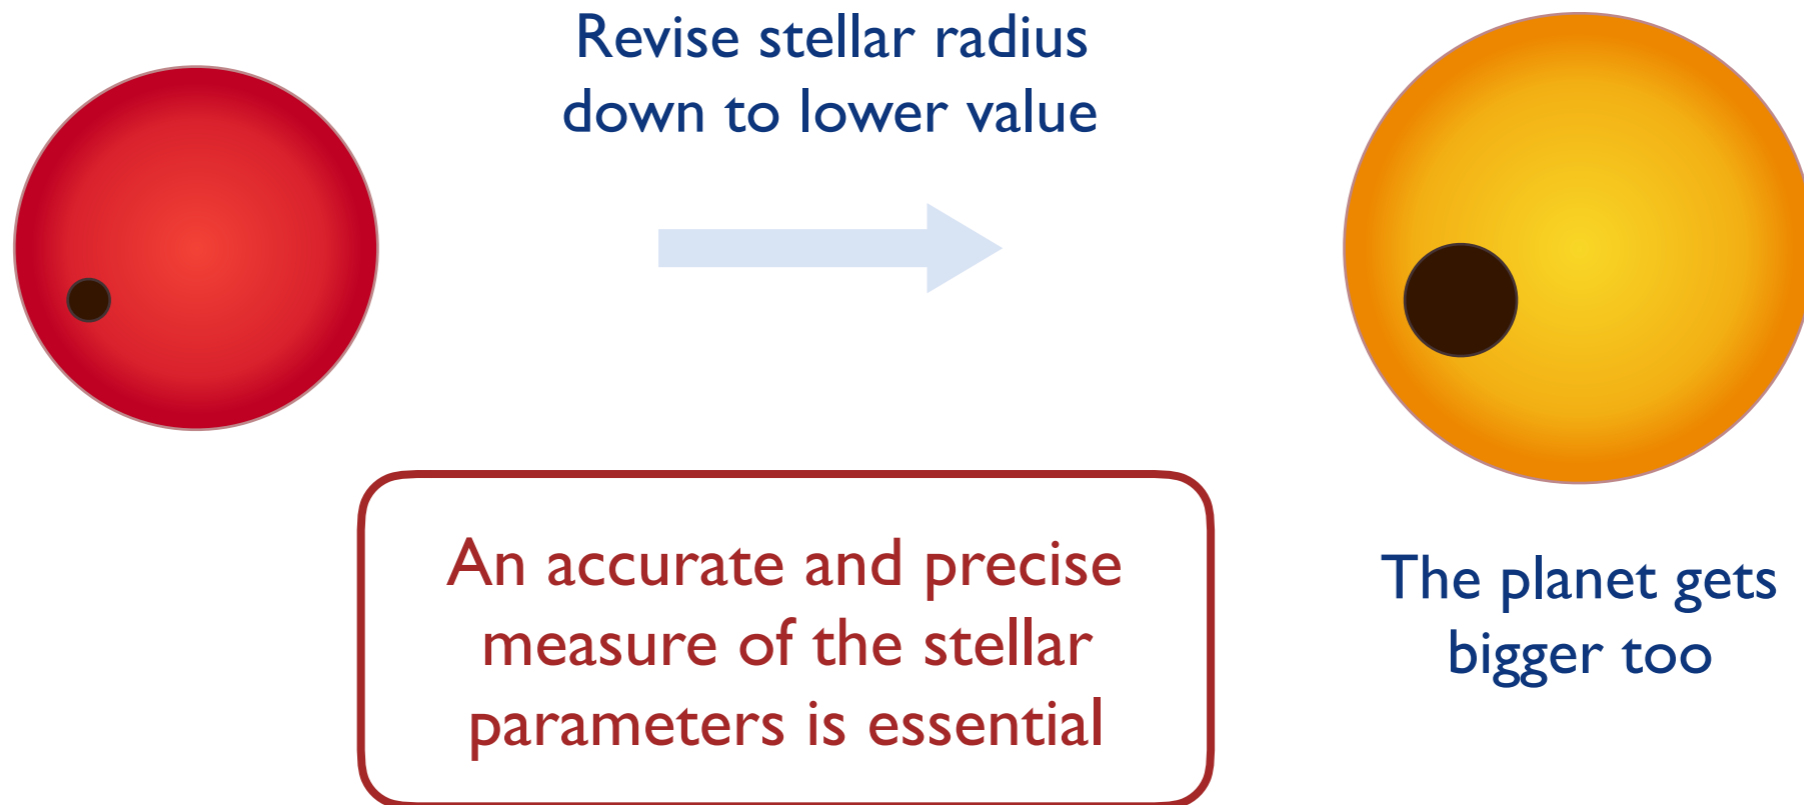 Revise stellar radius
down to lower value
An accurate and precise
measure of the stellar
parameters is essential
The planet gets
bigger too